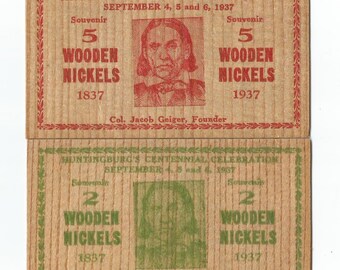 SEPTEMBER 4, 5 and 6, 1937
Souvenir Souvenir
5 5
WOODEN WOODEN
NICKELS NICKELS
1837 1937
Col. Jacob Geiger, Founder
HUNTINGBURG'S CENTENNIAL CELEBRATION
SEPTEMBER 4, 5 and 6, 1937
Souvenir Souvenir
2 2
WOODEN WOODEN
NICKELS NICKELS
1837 1937